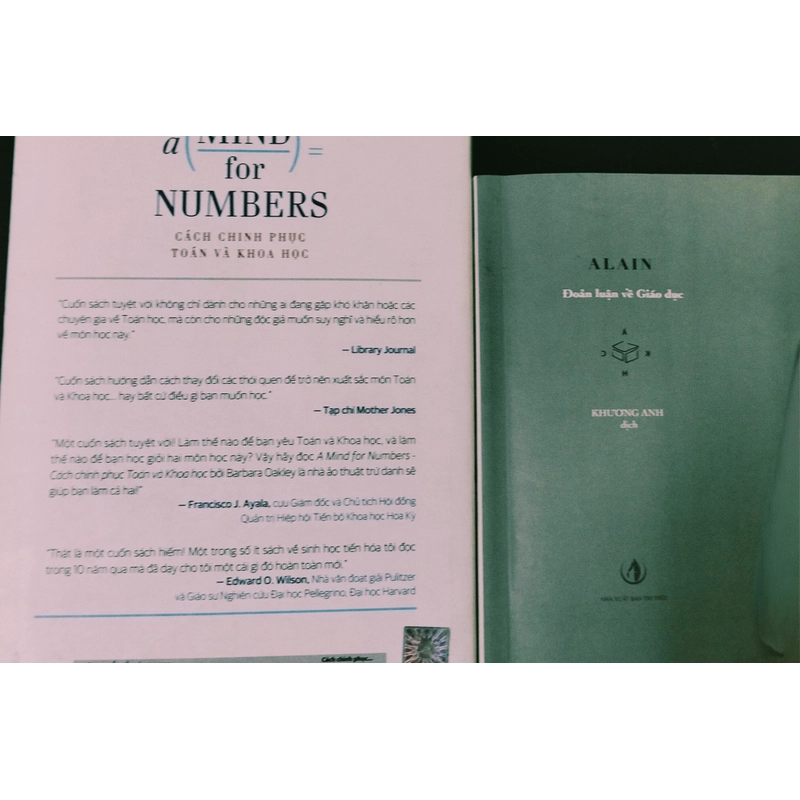 a (MIND) =
for
NUMBERS
CÁCH CHINH PHỤC
TOÁN VÀ KHOA HỌC
"Cuốn sách tuyệt vời không chỉ dành cho những ai đang gặp khó khăn hoặc các
chuyên gia về Toán học, mà còn cho những độc giả muốn suy nghĩ và hiểu rõ hơn
về môn học này."
— Library Journal
"Cuốn sách hướng dẫn cách thay đổi các thói quen để trở nên xuất sắc môn Toán
và Khoa học... hay bất cứ điều gì bạn muốn học."
— Tạp chí Mother Jones
"Một cuốn sách tuyệt vời! Làm thế nào để bạn yêu Toán và Khoa học, và làm
thế nào để bạn học giỏi hai môn học này? Vậy hãy đọc A Mind for Numbers -
Cách chinh phục Toán và Khoa học bởi Barbara Oakley là nhà ảo thuật trứ danh sẽ
giúp bạn làm cả hai!"
— Francisco J. Ayala, cựu Giám đốc và Chủ tịch Hội đồng
Quản trị Hiệp hội Tiến bộ Khoa học Hoa Kỳ
"Thật là một cuốn sách hiếm! Một trong số ít sách về sinh học tiến hóa tôi đọc
trong 10 năm qua mà đã dạy cho tôi một cái gì đó hoàn toàn mới."
— Edward O. Wilson, Nhà văn đoạt giải Pulitzer
và Giáo sư Nghiên cứu Đại học Pellegrino, Đại học Harvard
Cách chinh phục...
ALAIN
Đoản luận về Giáo dục
A
C K
H
KHƯƠNG ANH
dịch
NHÀ XUẤT BẢN TRI THỨC